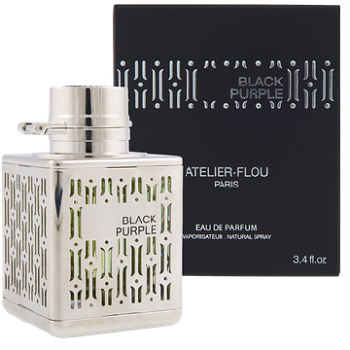 BLACK
PURPLE
ATELIER-FLOU
PARIS
EAU DE PARFUM
VAPORISATEUR . NATURAL SPRAY
3.4 fl.oz
BLACK
PURPLE